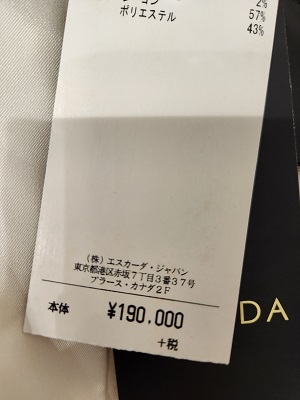 2%
ポリエステル 57%
43%
(株) エスカーダ・ジャパン
東京都港区赤坂7丁目3番37号
プラース・カナダ2F
本体 ¥190,000
+税
DA